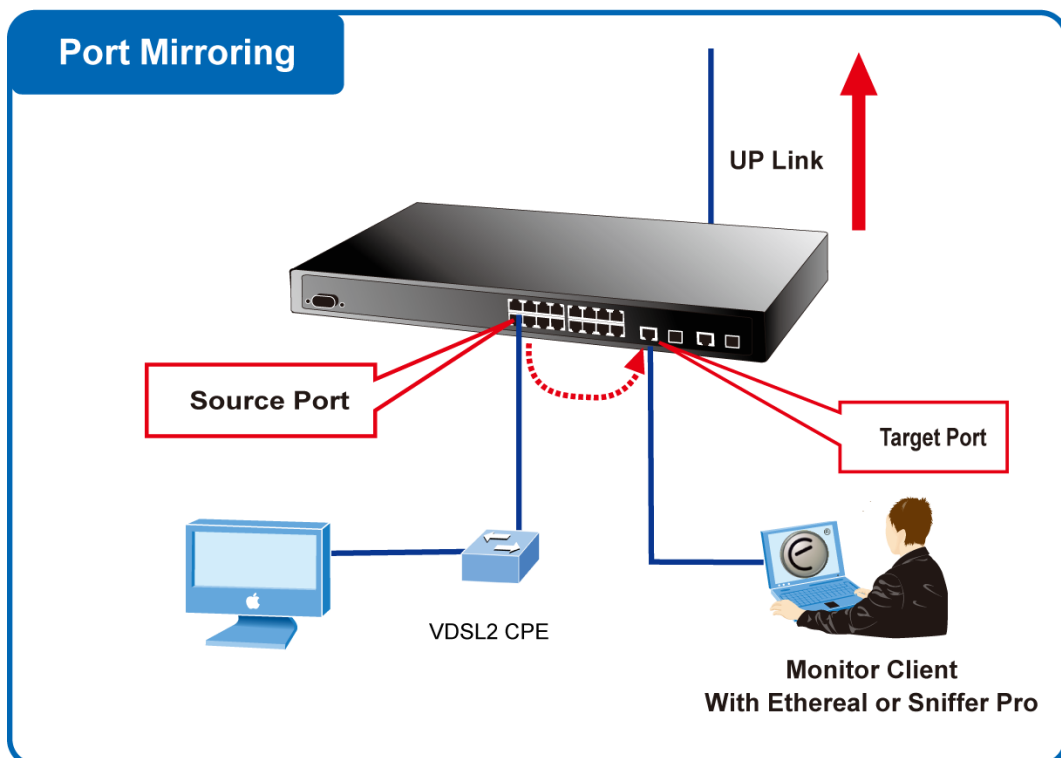 Port Mirroring
UP Link
Source Port
Target Port
VDSL2 CPE
Monitor Client
With Ethereal or Sniffer Pro